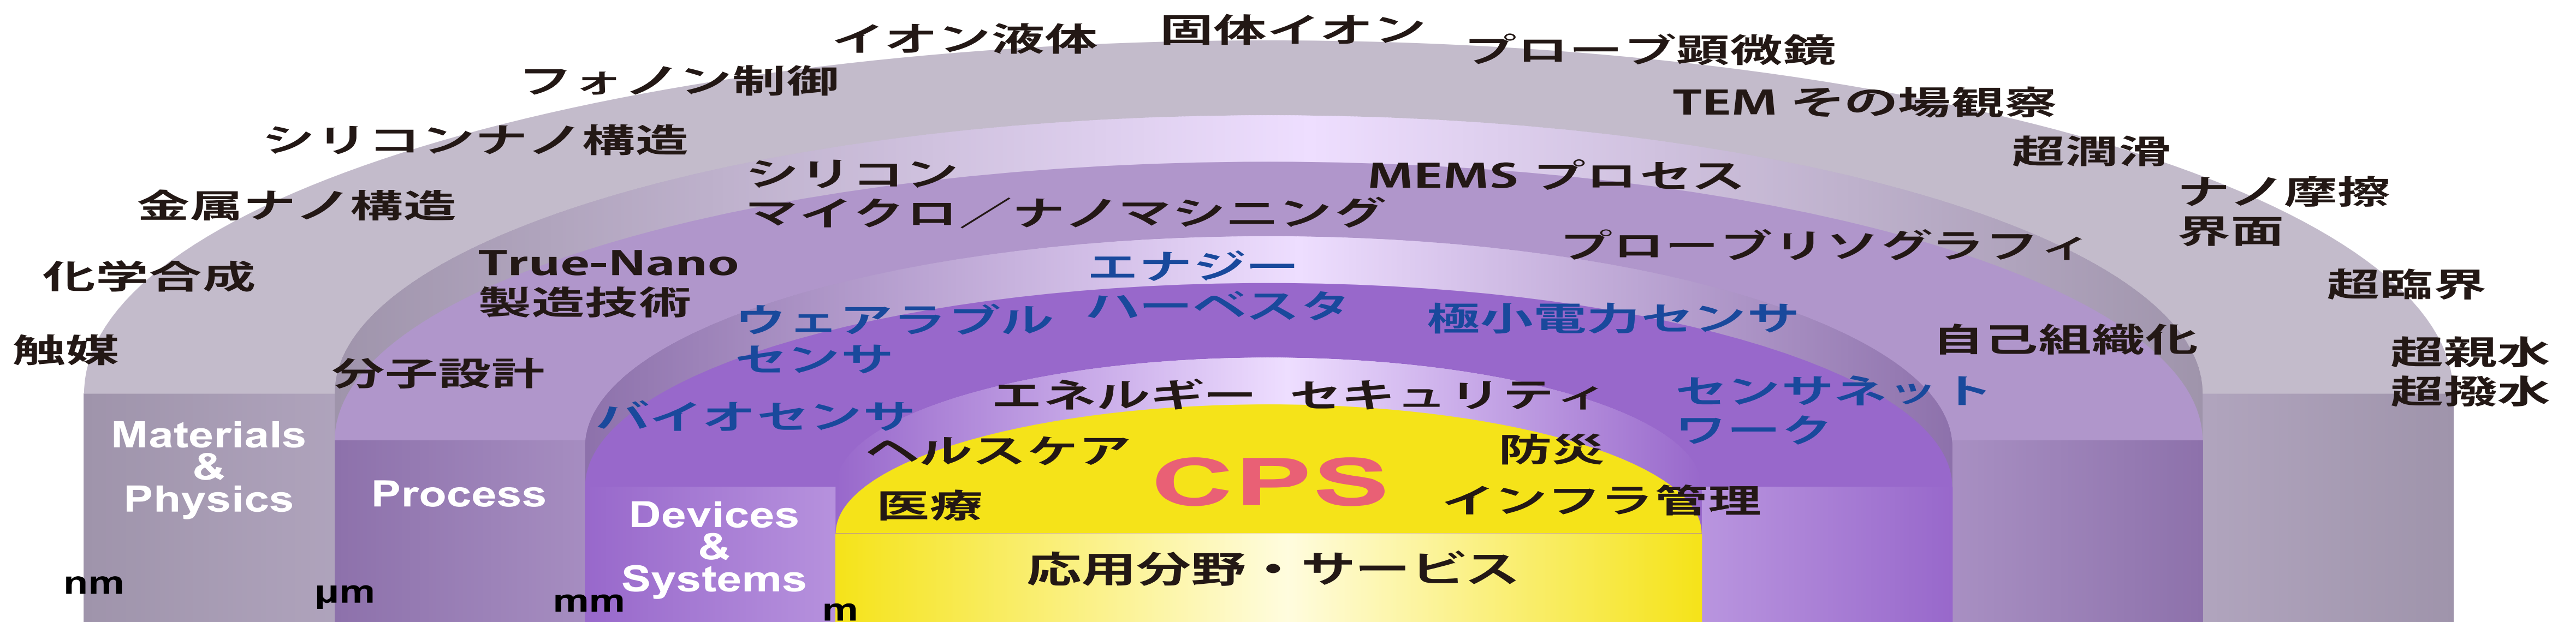 イオン液体
固体イオン
プローブ顕微鏡
フォノン制御
TEM その場観察
シリコンナノ構造
超潤滑
金属ナノ構造
ナノ摩擦
界面
化学合成
超臨界
触媒
超親水
超撥水
シリコン
マイクロ／ナノマシニング
MEMS プロセス
True-Nano
製造技術
プローブリソグラフィ
分子設計
自己組織化
エナジー
ハーベスタ
ウェアラブル
センサ
極小電力センサ
バイオセンサ
センサネット
ワーク
エネルギー
セキュリティ
ヘルスケア
防災
CPS
医療
インフラ管理
応用分野・サービス
Materials
&
Physics
Process
Devices
&
Systems
nm
μm
mm
m